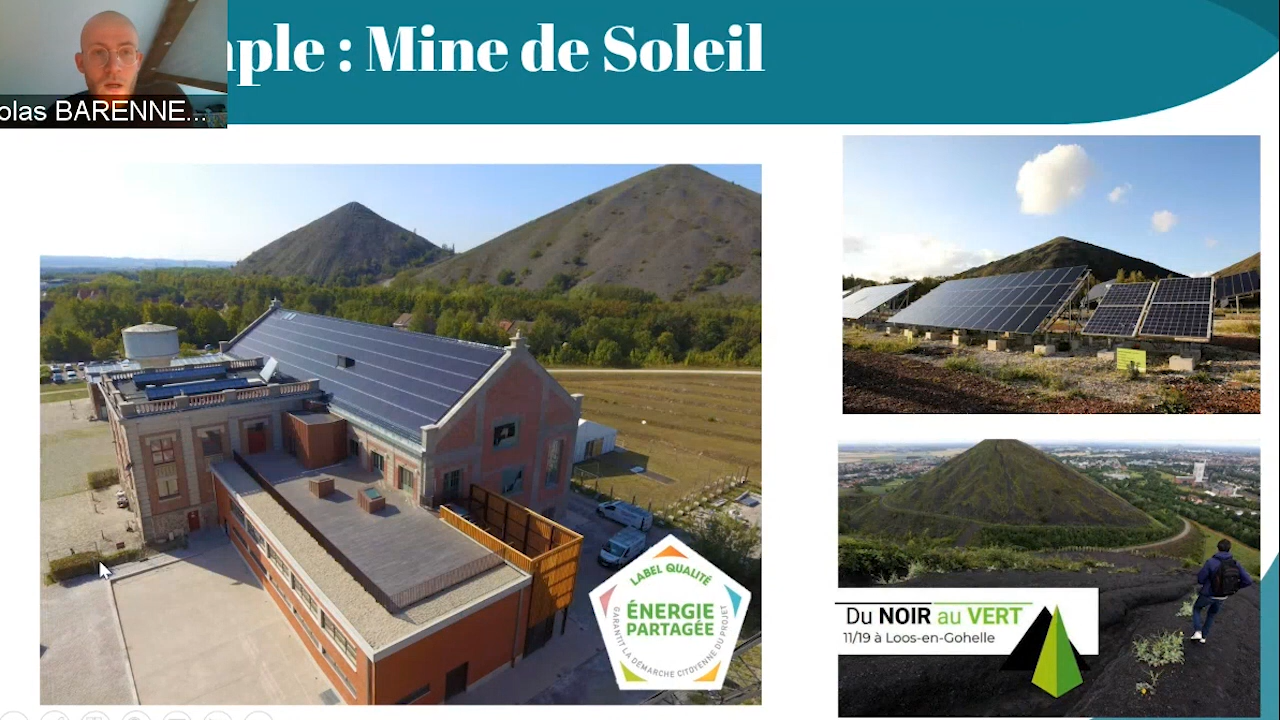 mple : Mine de Soleil
olas BARENNE...
LABEL QUALITÉ
ÉNERGIE
PARTAGÉE
GARANTIT LA DÉMARCHE CITOYENNE DU PROJET
Du NOIR au VERT
11/19 à Loos-en-Gohelle